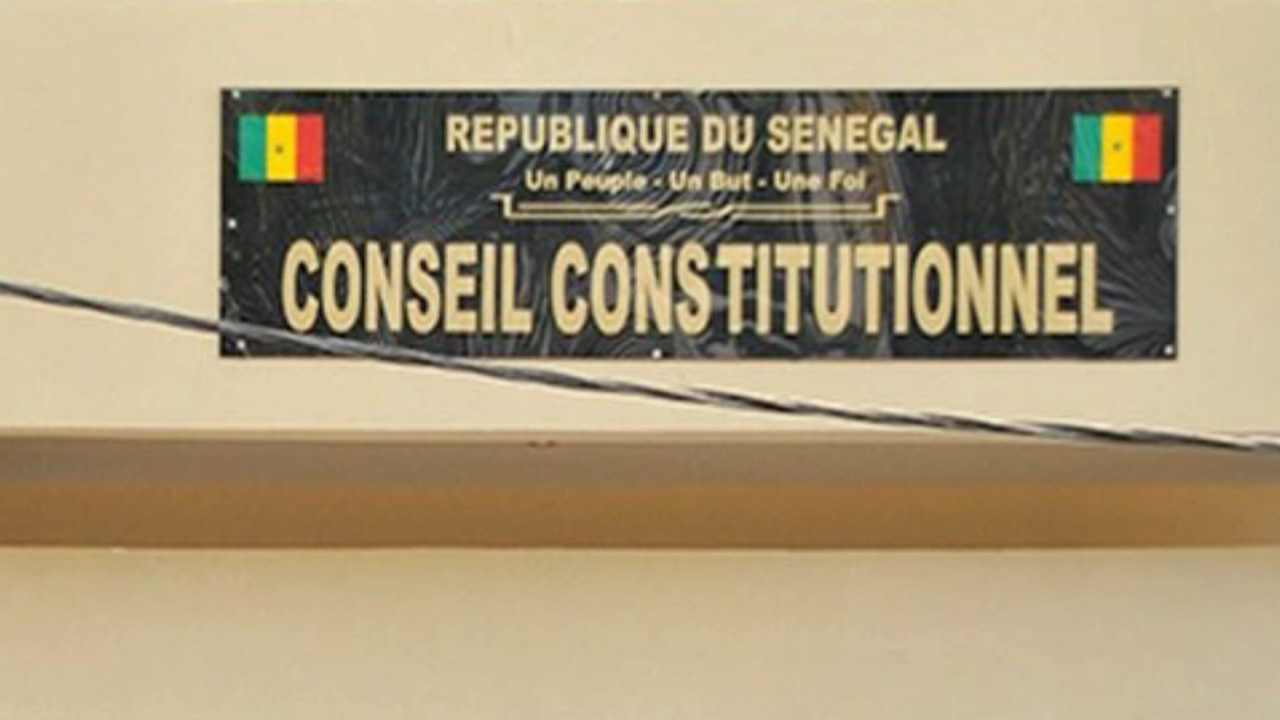 REPUBLIQUE DU SENEGAL
Un Peuple - Un But - Une Foi
CONSEIL CONSTITUTIONNEL